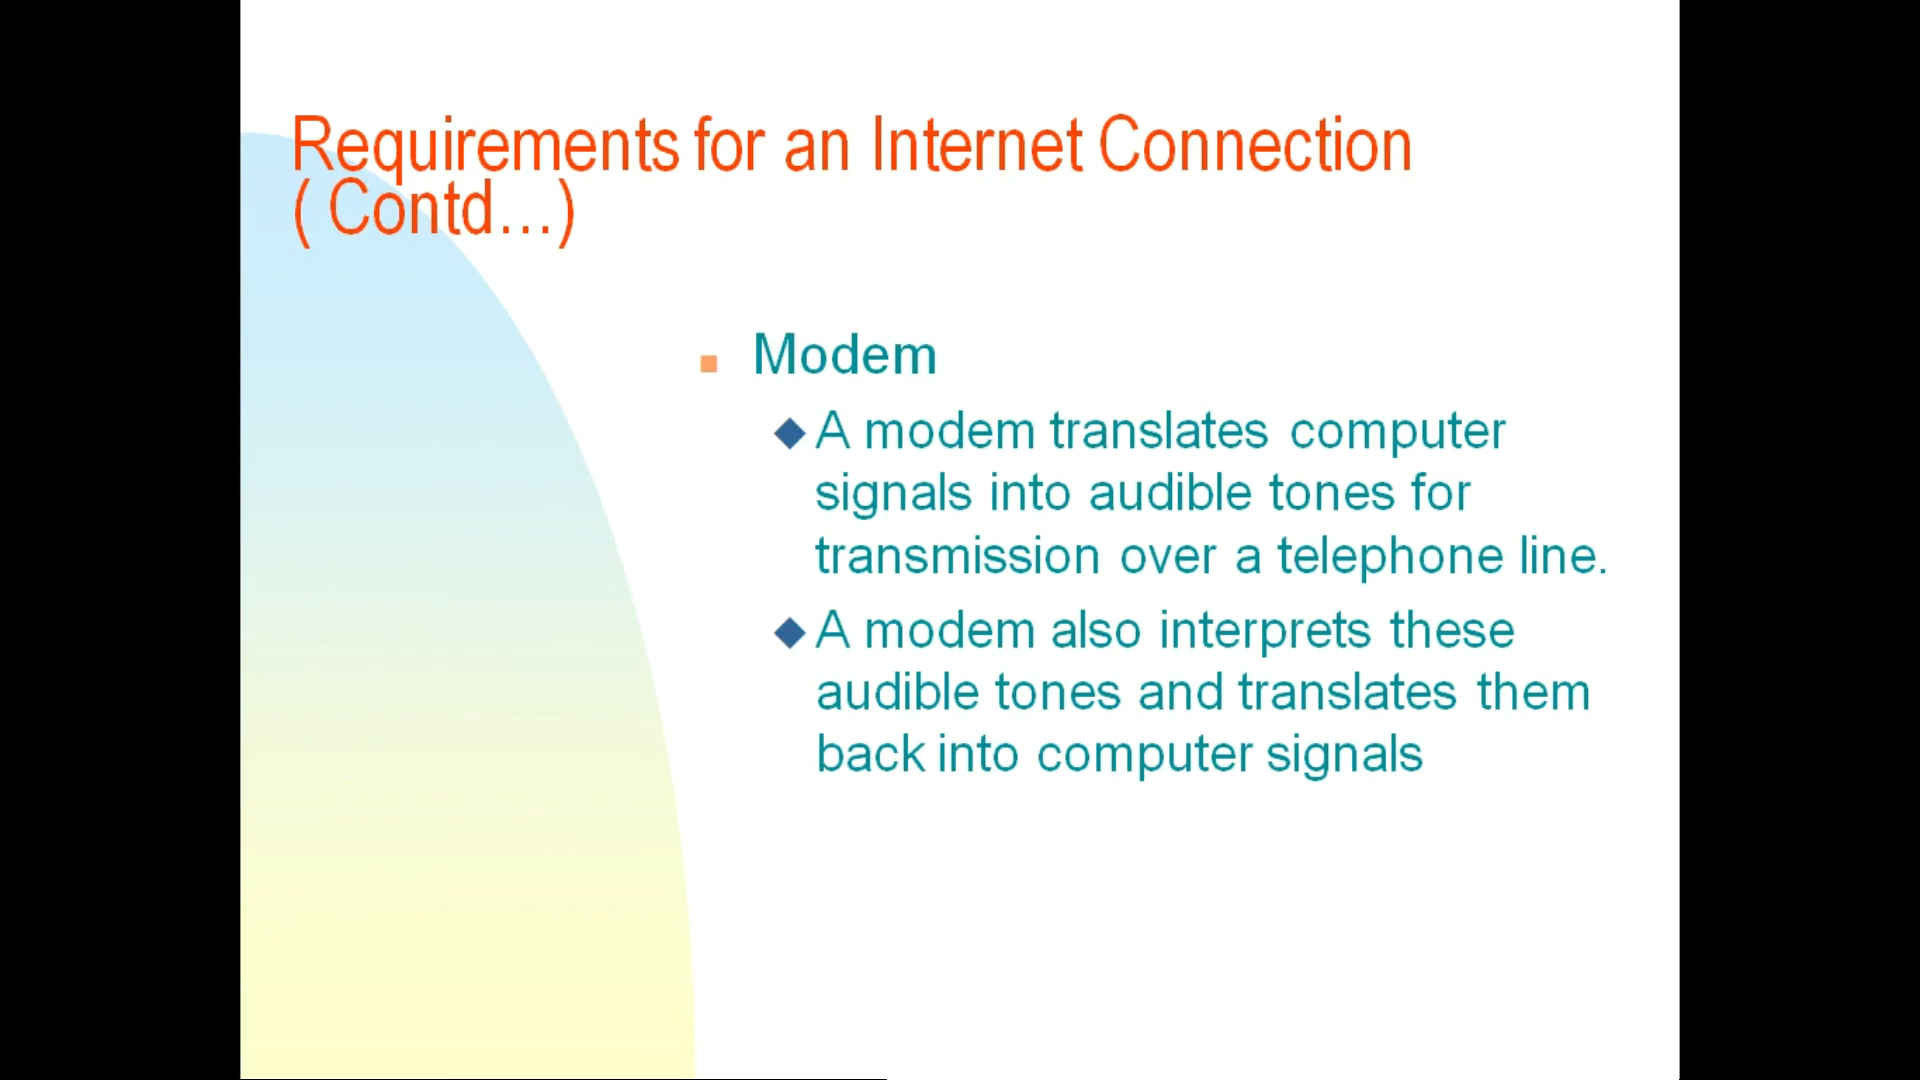 Requirements for an Internet Connection
( Contd...)
Modem
A modem translates computer
signals into audible tones for
transmission over a telephone line.
A modem also interprets these
audible tones and translates them
back into computer signals